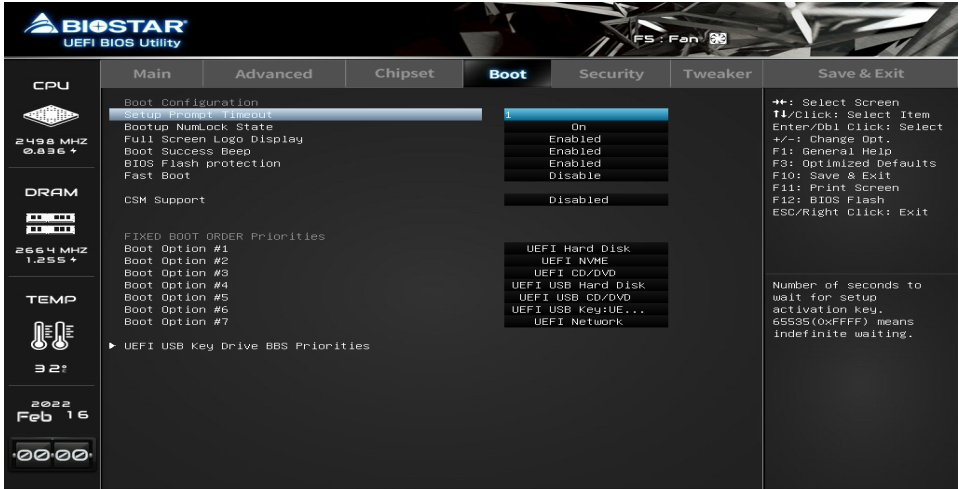 BIOSTAR®
UEFI BIOS Utility
F5 : Fan
Main Advanced Chipset Boot Security Tweaker Save & Exit
CPU
2498 MHZ
0.836 V
DRAM
2664 MHZ
1.255 V
TEMP
32°C
2022
Feb 16
00:00
Boot Configuration
Setup Prompt Timeout 1
Bootup NumLock State On
Full Screen Logo Display Enabled
Boot Success Beep Enabled
BIOS Flash protection Enabled
Fast Boot Disable
CSM Support Disabled
FIXED BOOT ORDER Priorities
Boot Option #1 UEFI Hard Disk
Boot Option #2 UEFI NVME
Boot Option #3 UEFI CD/DVD
Boot Option #4 UEFI USB Hard Disk
Boot Option #5 UEFI USB CD/DVD
Boot Option #6 UEFI USB Key:UE...
Boot Option #7 UEFI Network
▶ UEFI USB Key Drive BBS Priorities
→←: Select Screen
↑↓/Click: Select Item
Enter/Dbl Click: Select
+/-: Change Opt.
F1: General Help
F3: Optimized Defaults
F10: Save & Exit
F11: Print Screen
F12: BIOS Flash
ESC/Right Click: Exit
Number of seconds to
wait for setup
activation key.
65535(0xFFFF) means
indefinite waiting.